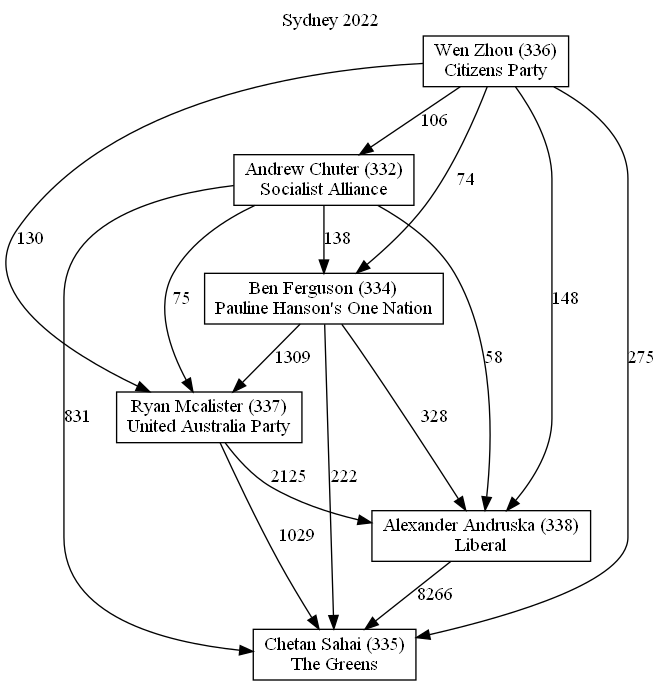 Sydney 2022
Wen Zhou (336)
Citizens Party
106
74
Andrew Chuter (332)
Socialist Alliance
130
138
75
148
Ben Ferguson (334)
Pauline Hanson's One Nation
1309
58
275
831
328
Ryan Mcalister (337)
United Australia Party
2125
222
1029
Alexander Andruska (338)
Liberal
8266
Chetan Sahai (335)
The Greens